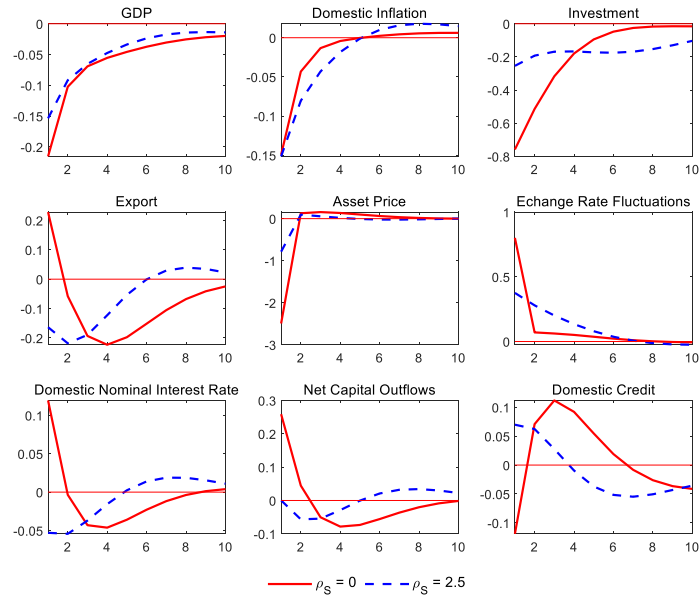 GDP
Domestic Inflation
Investment
0
-0.05
-0.1
-0.15
-0.2
2 4 6 8 10
0
-0.05
-0.1
-0.15
2 4 6 8 10
0
-0.2
-0.4
-0.6
-0.8
2 4 6 8 10
Export
Asset Price
Echange Rate Fluctuations
0.2
0.1
0
-0.1
-0.2
2 4 6 8 10
0
-1
-2
-3
2 4 6 8 10
1
0.5
0
2 4 6 8 10
Domestic Nominal Interest Rate
Net Capital Outflows
Domestic Credit
0.1
0.05
0
-0.05
2 4 6 8 10
0.3
0.2
0.1
0
-0.1
2 4 6 8 10
0.1
0.05
0
-0.05
-0.1
2 4 6 8 10
ρS = 0 ρS = 2.5